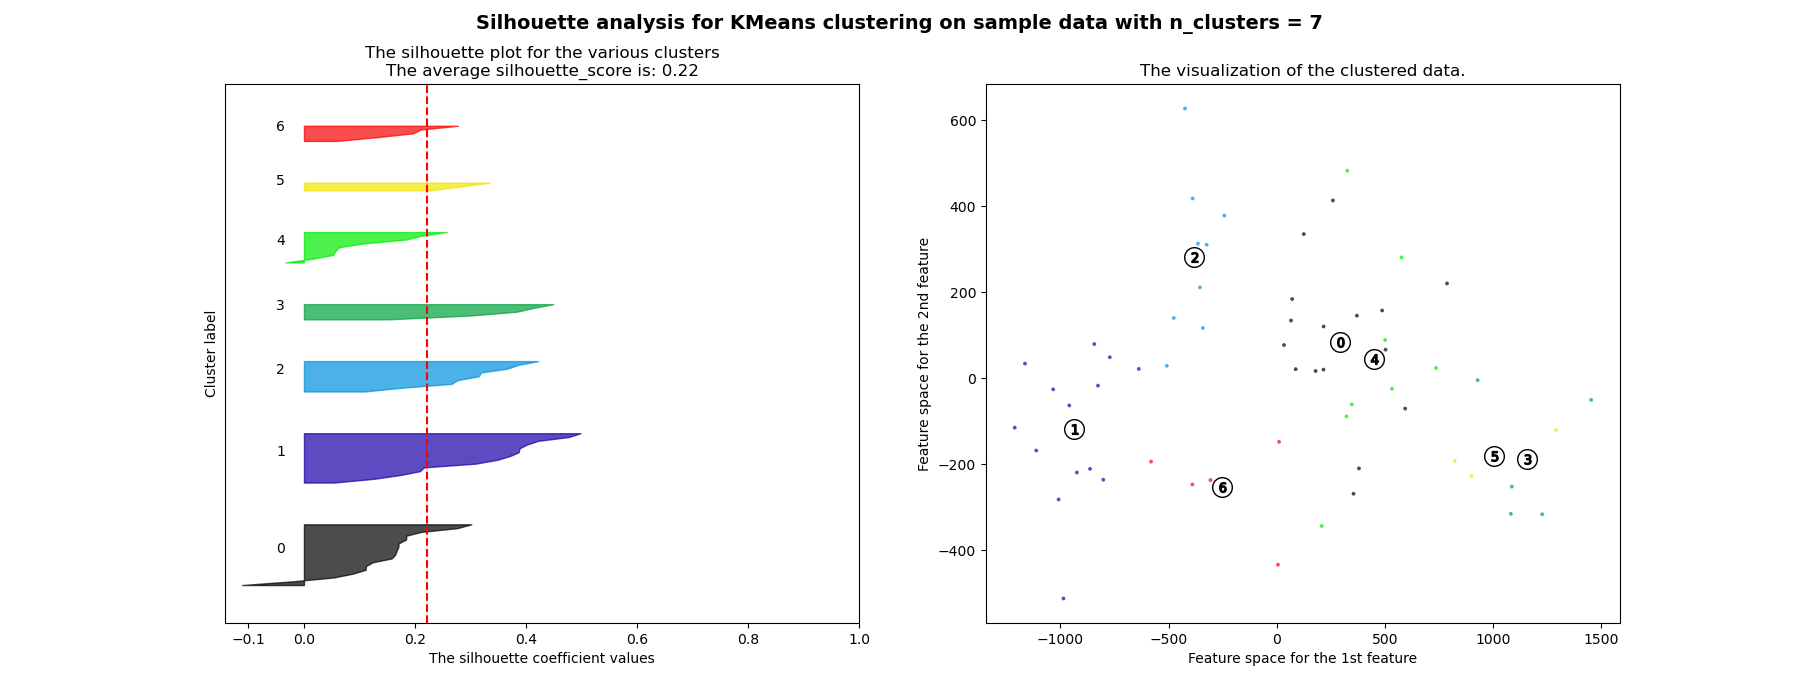 Silhouette analysis for KMeans clustering on sample data with n_clusters = 7
The silhouette plot for the various clusters
The average silhouette_score is: 0.22
6
5
4
3
2
1
0
Cluster label
−0.1 0.0 0.2 0.4 0.6 0.8 1.0
The silhouette coefficient values
The visualization of the clustered data.
600
400
200
0
−200
−400
Feature space for the 2nd feature
2
0
4
1
5 3
6
−1000 −500 0 500 1000 1500
Feature space for the 1st feature